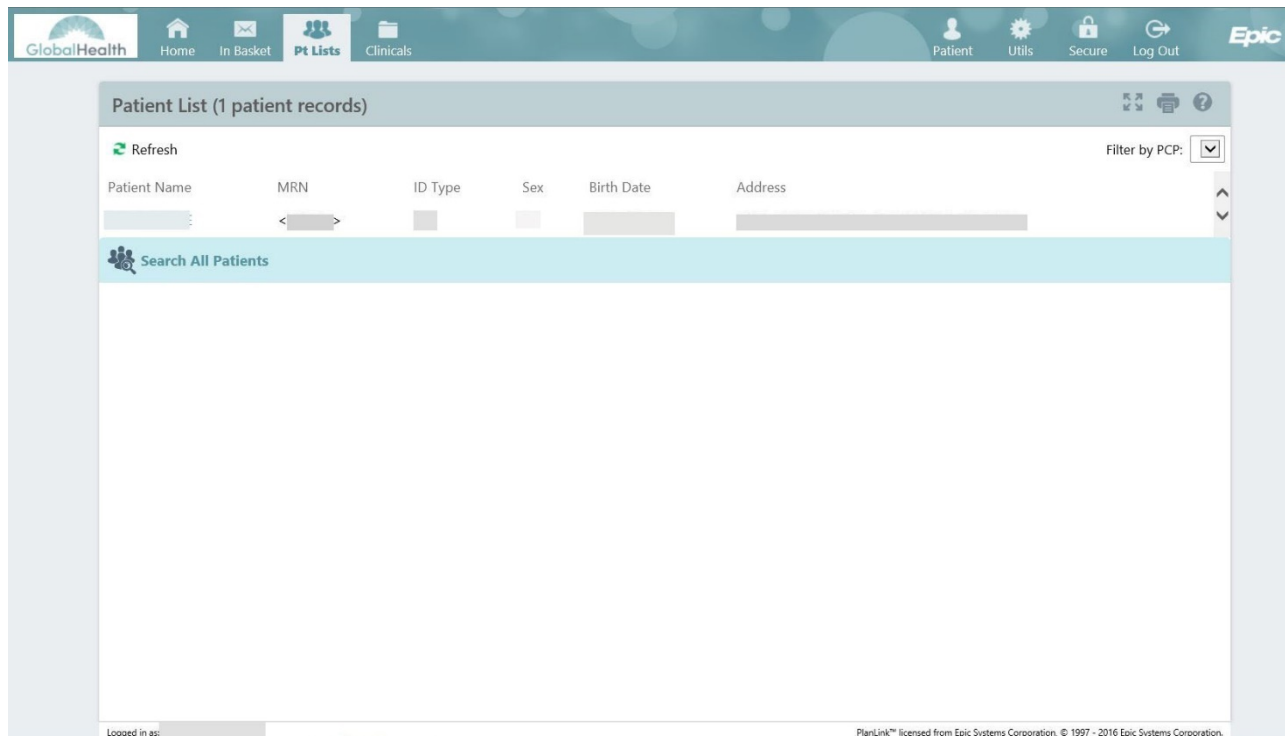 GlobalHealth
Home In Basket Pt Lists Clinicals Patient Utils Secure Log Out Epic
Patient List (1 patient records)
Refresh Filter by PCP:
Patient Name MRN ID Type Sex Birth Date Address
< >
Search All Patients
Logged in as: PlanLink™ licensed from Epic Systems Corporation. © 1997 - 2016 Epic Systems Corporation.